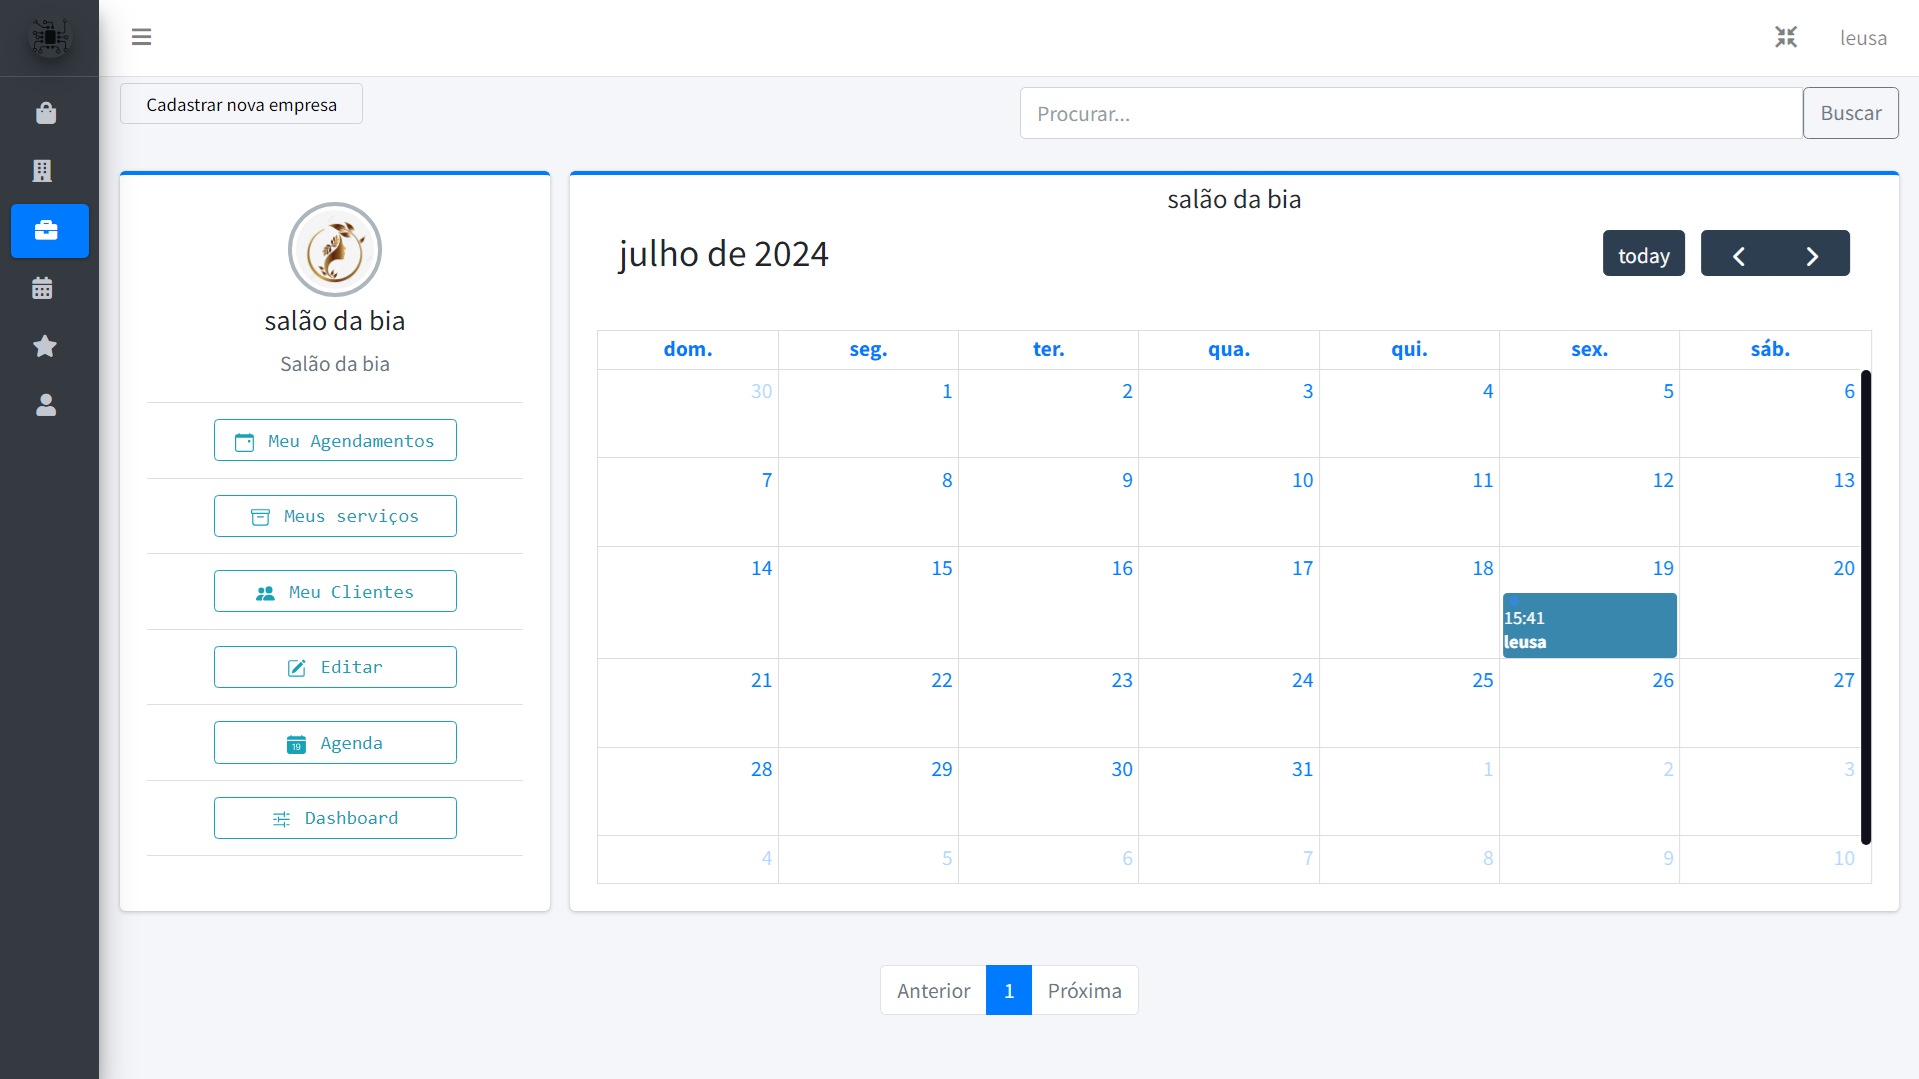 leusa
Cadastrar nova empresa
Procurar...
Buscar
salão da bia
Salão da bia
Meu Agendamentos
Meus serviços
Meu Clientes
Editar
19 Agenda
Dashboard
salão da bia
julho de 2024
today
dom. seg. ter. qua. qui. sex. sáb.
30 1 2 3 4 5 6
7 8 9 10 11 12 13
14 15 16 17 18 19 20
15:41
leusa
21 22 23 24 25 26 27
28 29 30 31 1 2 3
4 5 6 7 8 9 10
Anterior 1 Próxima